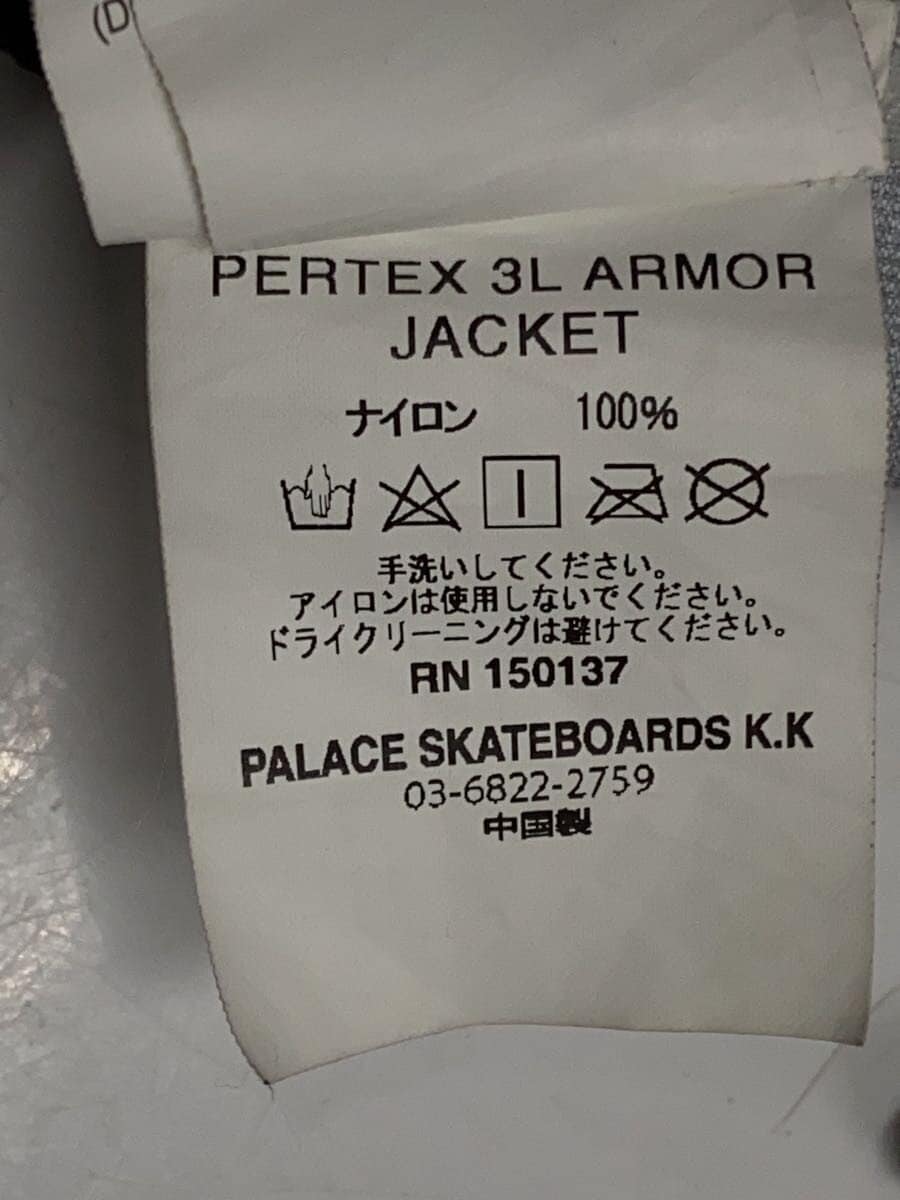 (D
PERTEX 3L ARMOR
JACKET
ナイロン 100%
手洗いしてください。
アイロンは使用しないでください。
ドライクリーニングは避けてください。
RN 150137
PALACE SKATEBOARDS K.K
03-6822-2759
中国製